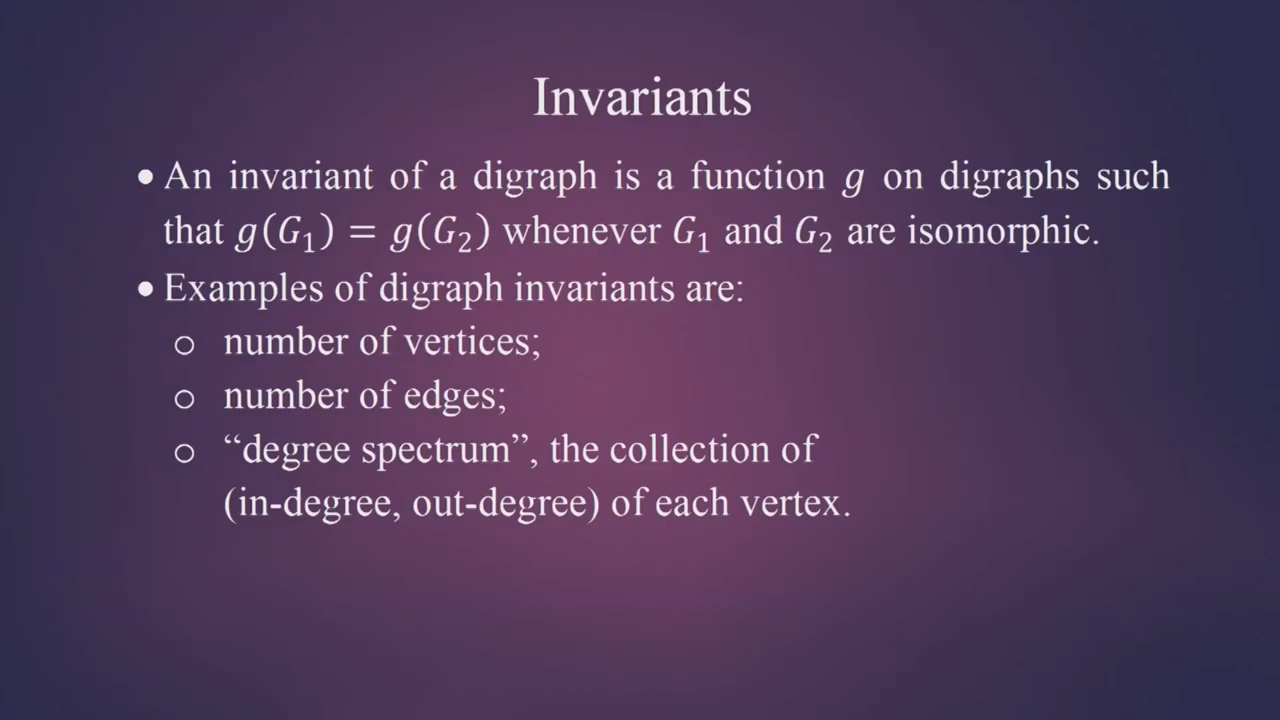 Invariants
• An invariant of a digraph is a function g on digraphs such
that g(G₁) = g(G₂) whenever G₁ and G₂ are isomorphic.
• Examples of digraph invariants are:
o number of vertices;
o number of edges;
o “degree spectrum”, the collection of
(in-degree, out-degree) of each vertex.